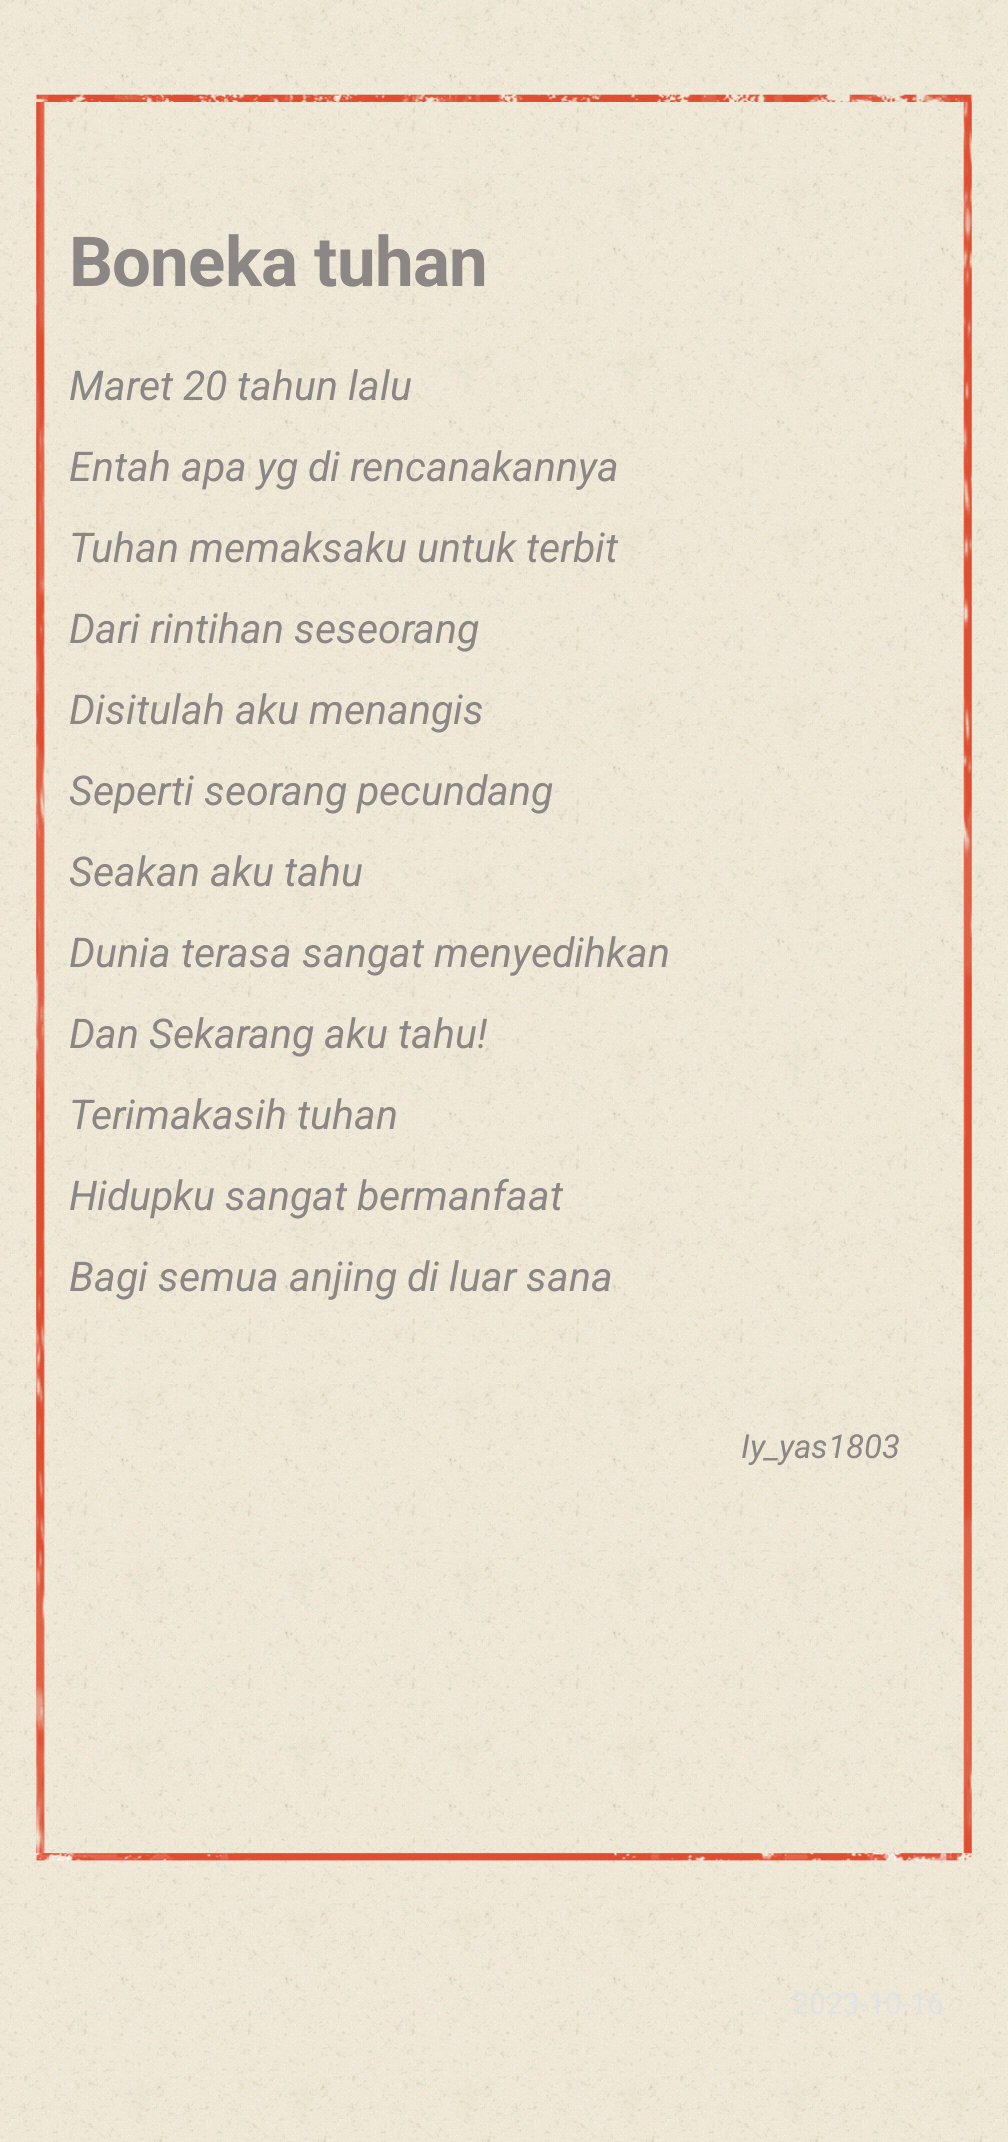 Boneka tuhan
Maret 20 tahun lalu
Entah apa yg di rencanakannya
Tuhan memaksaku untuk terbit
Dari rintihan seseorang
Disitulah aku menangis
Seperti seorang pecundang
Seakan aku tahu
Dunia terasa sangat menyedihkan
Dan Sekarang aku tahu!
Terimakasih tuhan
Hidupku sangat bermanfaat
Bagi semua anjing di luar sana
ly_yas1803
2023.10.16